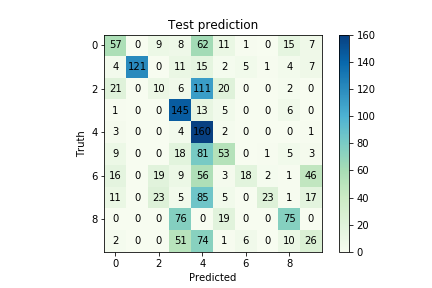 Test prediction
0 57 0 9 8 62 11 1 0 15 7
4 121 0 11 15 2 5 1 4 7
2 21 0 10 6 111 20 0 0 2 0
1 0 0 145 13 5 0 0 6 0
4 3 0 0 4 160 2 0 0 0 1
9 0 0 18 81 53 0 1 5 3
6 16 0 19 9 56 3 18 2 1 46
11 0 23 5 85 5 0 23 1 17
8 0 0 0 76 0 19 0 0 75 0
2 0 0 51 74 1 6 0 10 26
0 2 4 6 8
Predicted
Truth
160
140
120
100
80
60
40
20
0